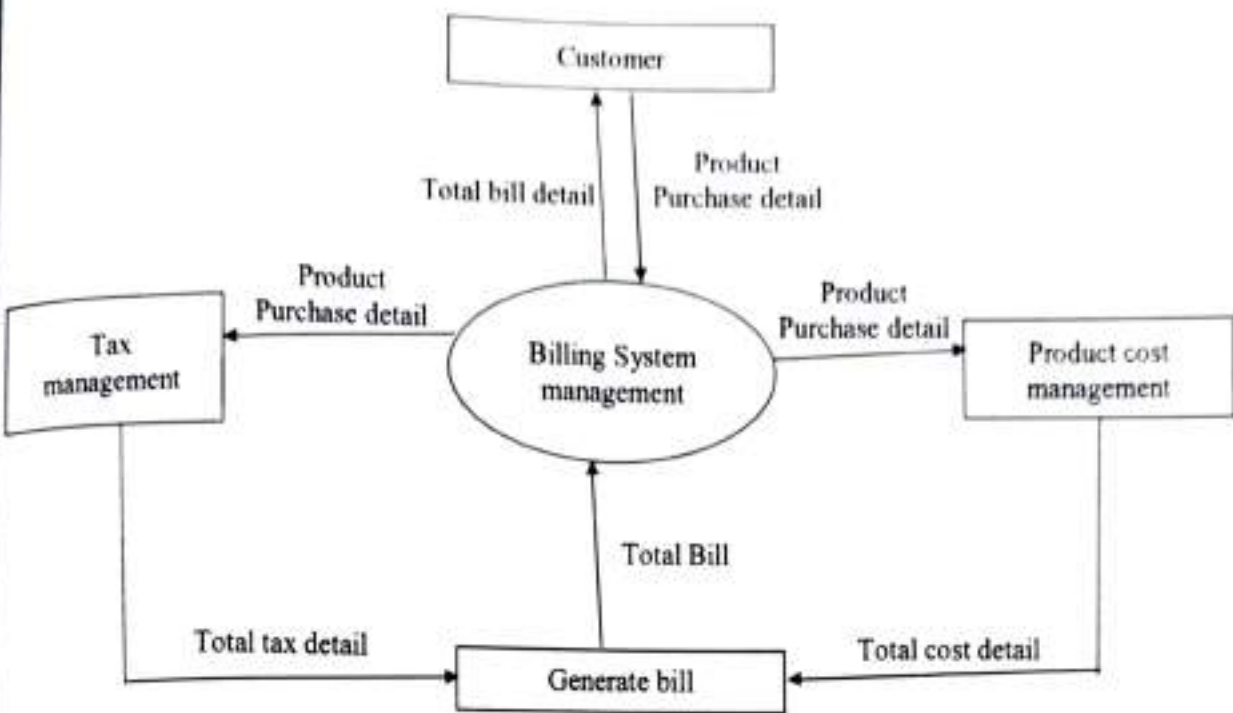 Customer
Total bill detail
Product
Purchase detail
Product
Purchase detail
Product
Purchase detail
Tax
management
Billing System
management
Product cost
management
Total Bill
Total tax detail
Total cost detail
Generate bill